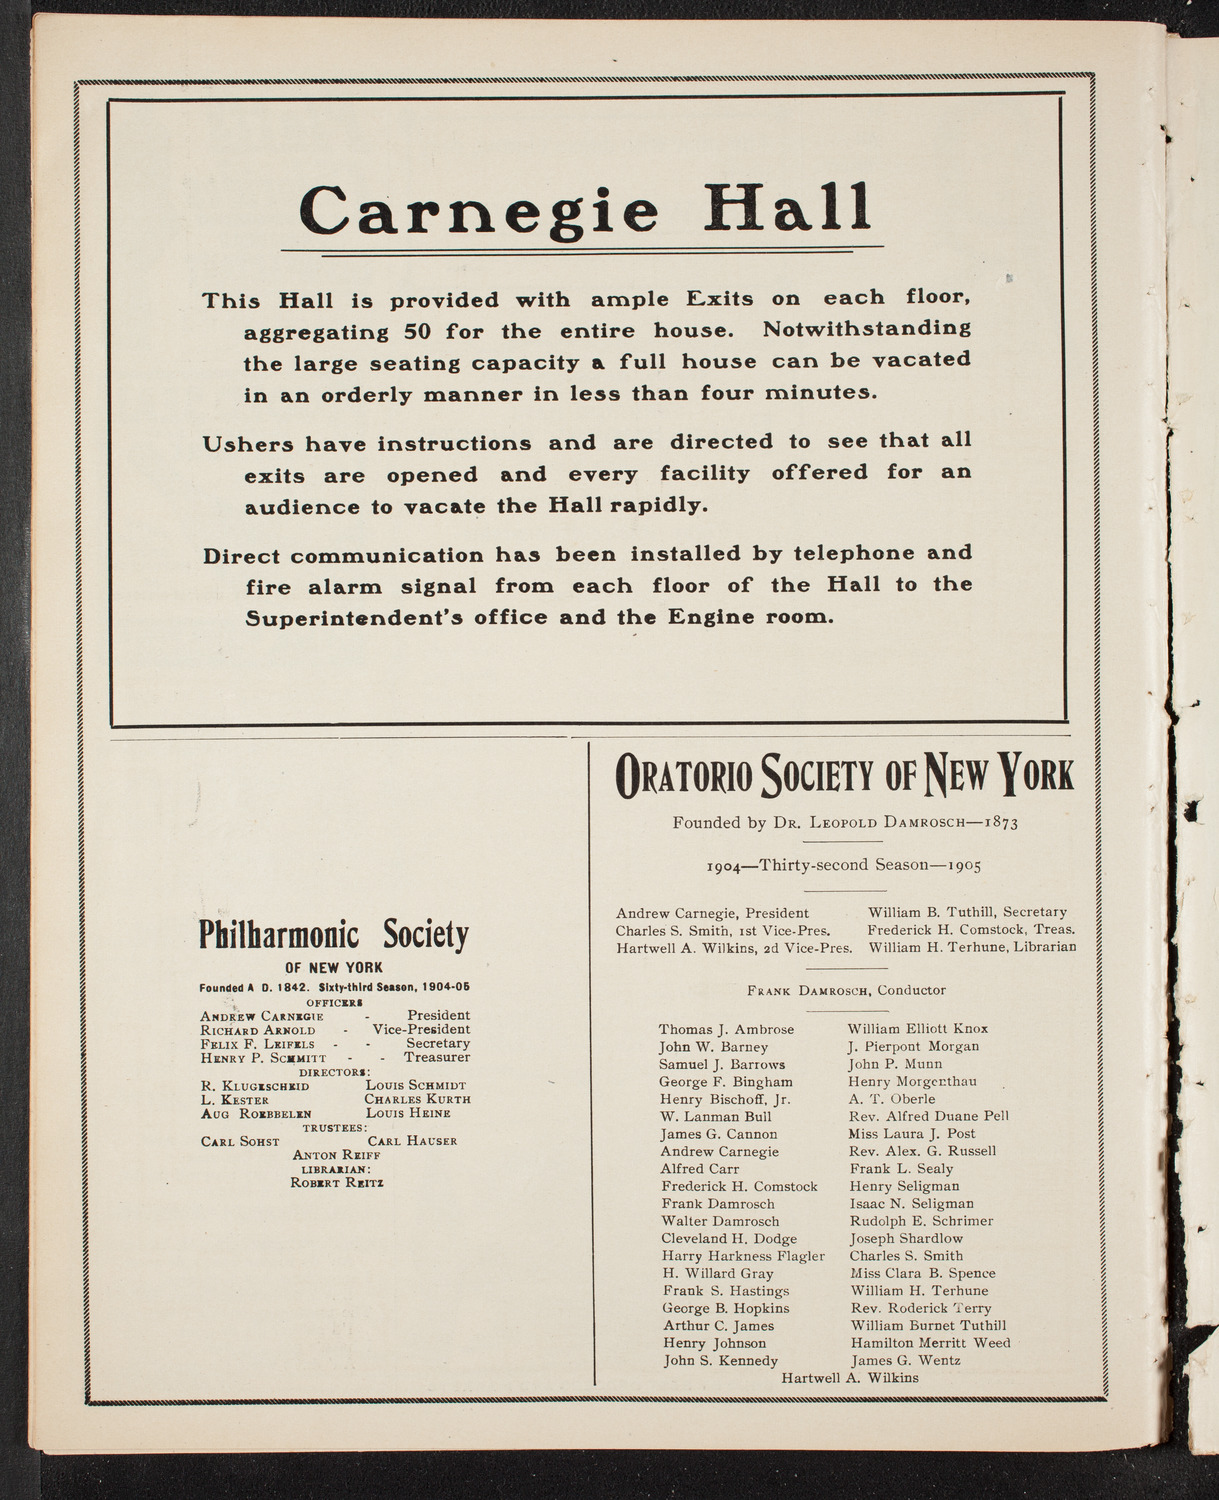 Carnegie Hall
This Hall is provided with ample Exits on each floor,
aggregating 50 for the entire house. Notwithstanding
the large seating capacity a full house can be vacated
in an orderly manner in less than four minutes.
Ushers have instructions and are directed to see that all
exits are opened and every facility offered for an
audience to vacate the Hall rapidly.
Direct communication has been installed by telephone and
fire alarm signal from each floor of the Hall to the
Superintendent's office and the Engine room.
Philharmonic Society
OF NEW YORK
Founded A D. 1842. Sixty-third Season, 1904-05
OFFICERS
ANDREW CARNEGIE - President
RICHARD ARNOLD - Vice-President
FELIX F. LEIFELS - - Secretary
HENRY P. SCHMITT - - Treasurer
DIRECTORS:
R. KLUGESCHEID LOUIS SCHMIDT
L. KESTER CHARLES KURTH
AUG ROEBBELEN LOUIS HEINE
TRUSTEES:
CARL SOHST CARL HAUSER
ANTON REIFF
LIBRARIAN:
ROBERT REITZ
ORATORIO SOCIETY OF NEW YORK
Founded by DR. LEOPOLD DAMROSCH—1873
1904—Thirty-second Season—1905
Andrew Carnegie, President William B. Tuthill, Secretary
Charles S. Smith, 1st Vice-Pres. Frederick H. Comstock, Treas.
Hartwell A. Wilkins, 2d Vice-Pres. William H. Terhune, Librarian
FRANK DAMROSCH, Conductor
Thomas J. Ambrose William Elliott Knox
John W. Barney J. Pierpont Morgan
Samuel J. Barrows John P. Munn
George F. Bingham Henry Morgenthau
Henry Bischoff, Jr. A. T. Oberle
W. Lanman Bull Rev. Alfred Duane Pell
James G. Cannon Miss Laura J. Post
Andrew Carnegie Rev. Alex. G. Russell
Alfred Carr Frank L. Sealy
Frederick H. Comstock Henry Seligman
Frank Damrosch Isaac N. Seligman
Walter Damrosch Rudolph E. Schrimer
Cleveland H. Dodge Joseph Shardlow
Harry Harkness Flagler Charles S. Smith
H. Willard Gray Miss Clara B. Spence
Frank S. Hastings William H. Terhune
George B. Hopkins Rev. Roderick Terry
Arthur C. James William Burnet Tuthill
Henry Johnson Hamilton Merritt Weed
John S. Kennedy James G. Wentz
Hartwell A. Wilkins